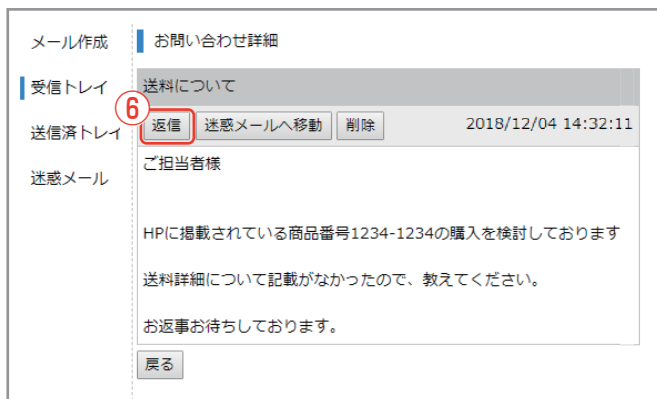 メール作成
受信トレイ
送信済トレイ
迷惑メール
お問い合わせ詳細
送料について
⑥
返信 迷惑メールへ移動 削除 2018/12/04 14:32:11
ご担当者様
HPに掲載されている商品番号1234-1234の購入を検討しております
送料詳細について記載がなかったので、教えてください。
お返事お待ちしております。
戻る